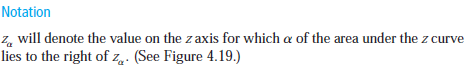 Notation
zα will denote the value on the z axis for which α of the area under the z curve
lies to the right of zα. (See Figure 4.19.)